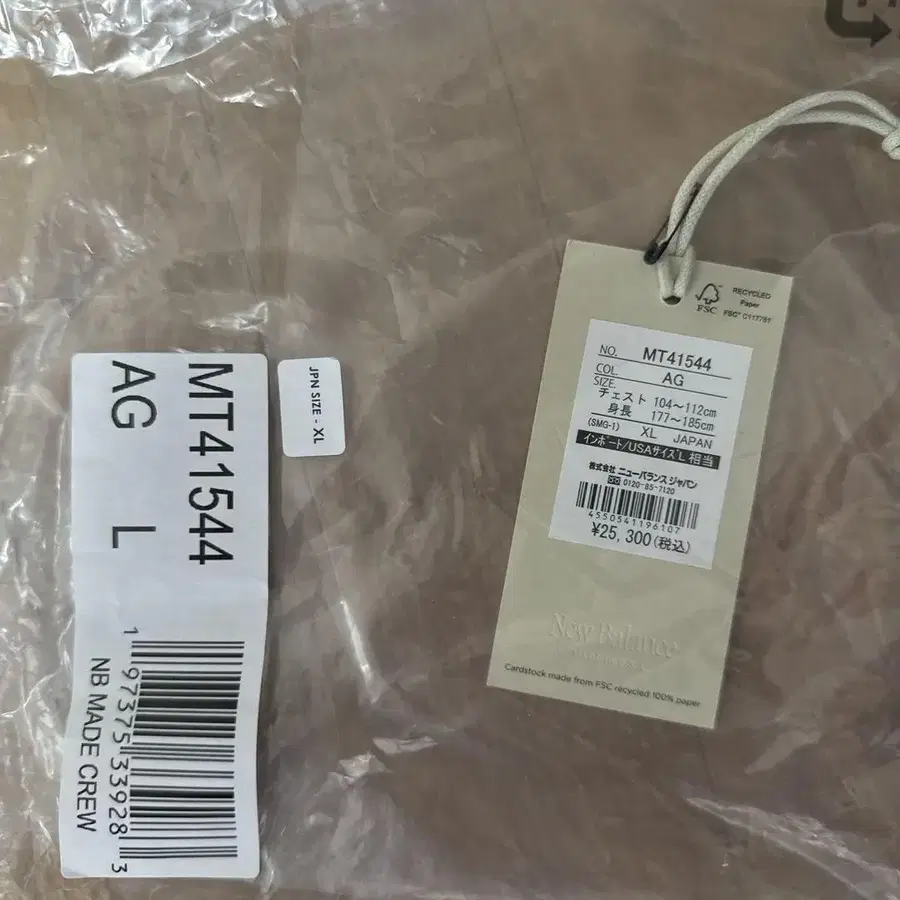 MT41544
AG L
1 97375 33928 3
NB MADE CREW
JPN SIZE - XL
FSC
RECYCLED
Paper
FSC® C117781
NO. MT41544
COL. AG
SIZE.
チェスト 104～112cm
身長 177～185cm
(SMG-1) XL JAPAN
インポート/USAサイズ L 相当
株式会社 ニューバランス ジャパン
0120-85-7120
4550541196107
¥25,300(税込)
New Balance
Cardstock made from FSC recycled 100% paper